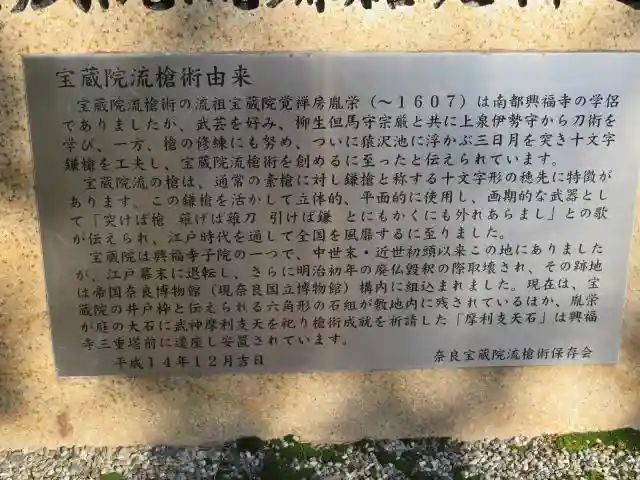 宝蔵院流槍術由来
宝蔵院流槍術の流祖宝蔵院覚禅房胤栄（～1607）は南都興福寺の学侶
でありましたが、武芸を好み、柳生但馬守宗厳と共に上泉伊勢守から刀術を
学び、一方、槍の修練にも努め、ついに猿沢池に浮かぶ三日月を突き十文字
鎌槍を工夫し、宝蔵院流槍術を創めるに至ったと伝えられています。
宝蔵院流の槍は、通常の素槍に対し鎌槍と称する十文字形の穂先に特徴が
あります。この鎌槍を活かして立体的、平面的に使用し、画期的な武器とし
て「突けば槍 薙げば薙刀 引けば鎌 とにもかくにも外れあらまし」との歌
が伝えられ、江戸時代を通して全国を風靡するに至りました。
宝蔵院は興福寺子院の一つで、中世末・近世初頭以来この地にありました
が、江戸幕末に退転し、さらに明治初年の廃仏毀釈の際取壊され、その跡地
は帝国奈良博物館（現奈良国立博物館）構内に組込まれました。現在は、宝
蔵院の井戸枠と伝えられる六角形の石組が敷地内に残されているほか、胤栄
が庭の大石に武神摩利支天を祀り槍術成就を祈請した「摩利支天石」は興福
寺三重塔前に遷座し安置されています。
平成14年12月吉日
奈良宝蔵院流槍術保存会